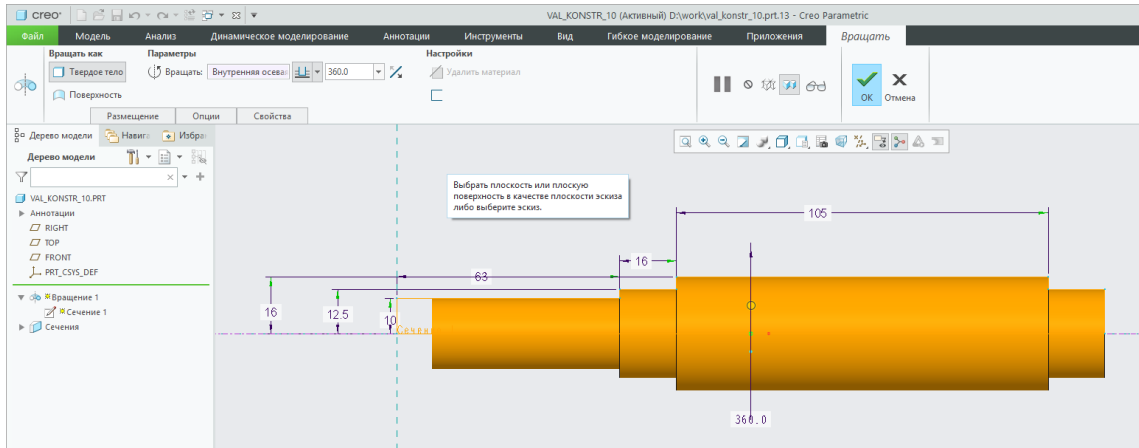 creo
VAL_KONSTR_10 (Активный) D:\work\val_konstr_10.prt.13 - Creo Parametric
Файл Модель Анализ Динамическое моделирование Аннотации Инструменты Вид Гибкое моделирование Приложения Вращать
Вращать как Параметры Настройки
Твердое тело Вращать: Внутренняя осевая 360.0 Удалить материал
Поверхность OK Отмена
Размещение Опции Свойства
Дерево модели Навига Избра
Дерево модели
VAL_KONSTR_10.PRT
Аннотации
RIGHT
TOP
FRONT
PRT_CSYS_DEF
Вращение 1
Сечение 1
Сечения
Выбрать плоскость или плоскую
поверхность в качестве плоскости эскиза
либо выберите эскиз.
105
16
63
16
12.5
10
360.0